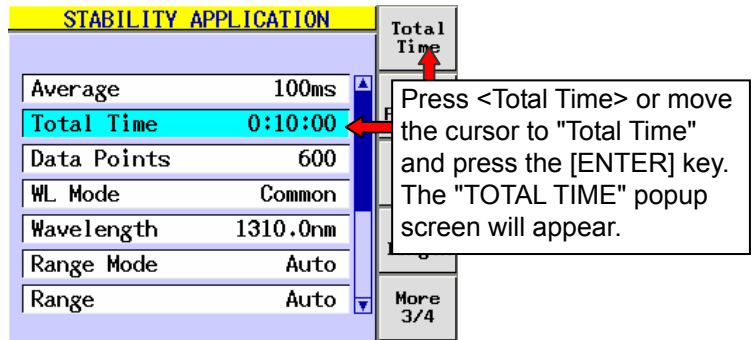 STABILITY APPLICATION
Total
Time
Average 100ms
Total Time 0:10:00
Data Points 600
WL Mode Common
Wavelength 1310.0nm
Range Mode Auto
Range Auto
Press <Total Time> or move
the cursor to "Total Time"
and press the [ENTER] key.
The "TOTAL TIME" popup
screen will appear.
More
3/4